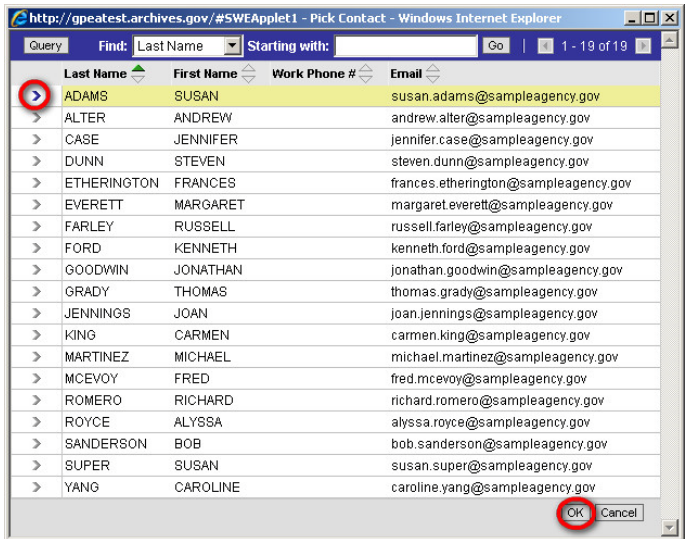 http://gpeatest.archives.gov/#SWEApplet1 - Pick Contact - Windows Internet Explorer
Query Find: Last Name Starting with: Go | 1 - 19 of 19
Last Name First Name Work Phone # Email
ADAMS SUSAN susan.adams@sampleagency.gov
ALTER ANDREW andrew.alter@sampleagency.gov
CASE JENNIFER jennifer.case@sampleagency.gov
DUNN STEVEN steven.dunn@sampleagency.gov
ETHERINGTON FRANCES frances.etherington@sampleagency.gov
EVERETT MARGARET margaret.everett@sampleagency.gov
FARLEY RUSSELL russell.farley@sampleagency.gov
FORD KENNETH kenneth.ford@sampleagency.gov
GOODWIN JONATHAN jonathan.goodwin@sampleagency.gov
GRADY THOMAS thomas.grady@sampleagency.gov
JENNINGS JOAN joan.jennings@sampleagency.gov
KING CARMEN carmen.king@sampleagency.gov
MARTINEZ MICHAEL michael.martinez@sampleagency.gov
MCEVOY FRED fred.mcevoy@sampleagency.gov
ROMERO RICHARD richard.romero@sampleagency.gov
ROYCE ALYSSA alyssa.royce@sampleagency.gov
SANDERSON BOB bob.sanderson@sampleagency.gov
SUPER SUSAN susan.super@sampleagency.gov
YANG CAROLINE caroline.yang@sampleagency.gov
OK Cancel